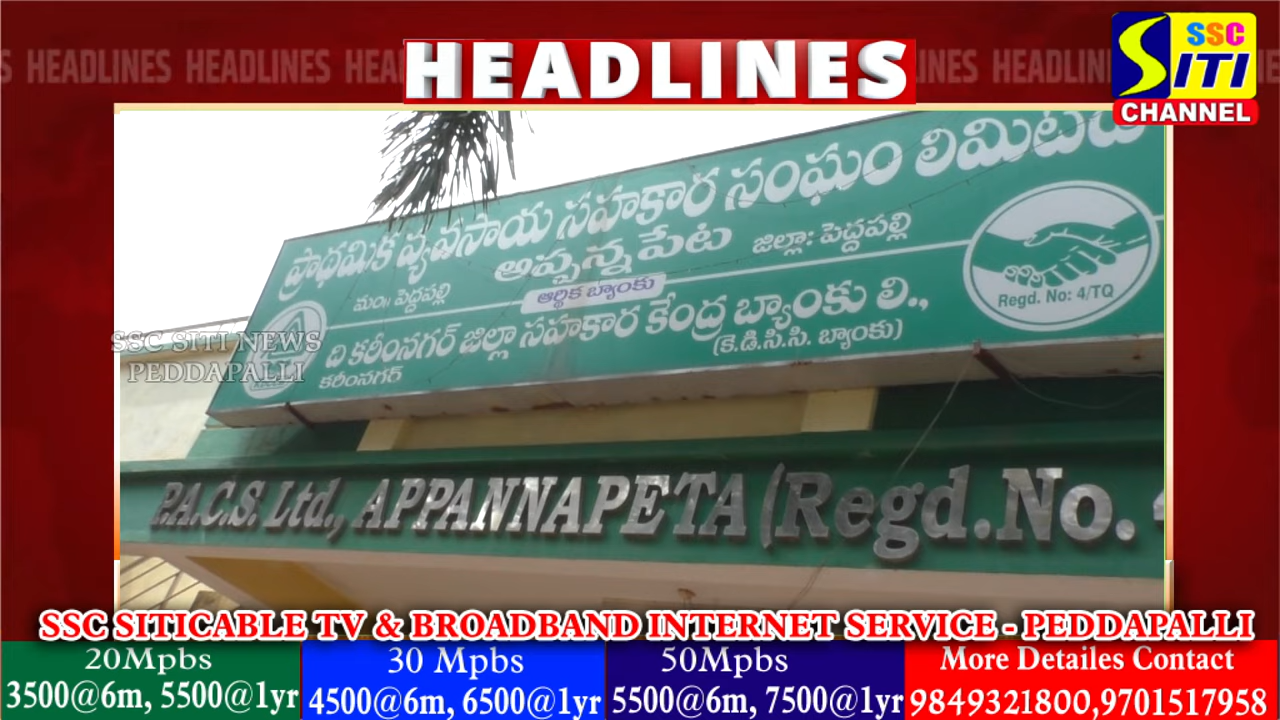 HEADLINES
SSC
SITI
CHANNEL
HEADLINES HEADLINES
ప్రాథమిక వ్యవసాయ సహకార సంఘం లిమిటెడ్
అప్పన్నపేట
మం॥ పెద్దపల్లి
జిల్లా: పెద్దపల్లి
ఆర్థిక బ్యాంకు
ది కరీంనగర్ జిల్లా సహకార కేంద్ర బ్యాంకు లి.,
కరీంనగర్
(కె.డి.సి.సి. బ్యాంకు)
Regd. No: 4/TQ
SSC SITI NEWS
PEDDAPALLI
P.A.C.S. Ltd., APPANNAPETA (Regd.No.
SSC SITICABLE TV & BROADBAND INTERNET SERVICE - PEDDAPALLI
20Mpbs
3500@6m, 5500@1yr
30 Mpbs
4500@6m, 6500@1yr
50Mpbs
5500@6m, 7500@1yr
More Detailes Contact
9849321800,9701517958